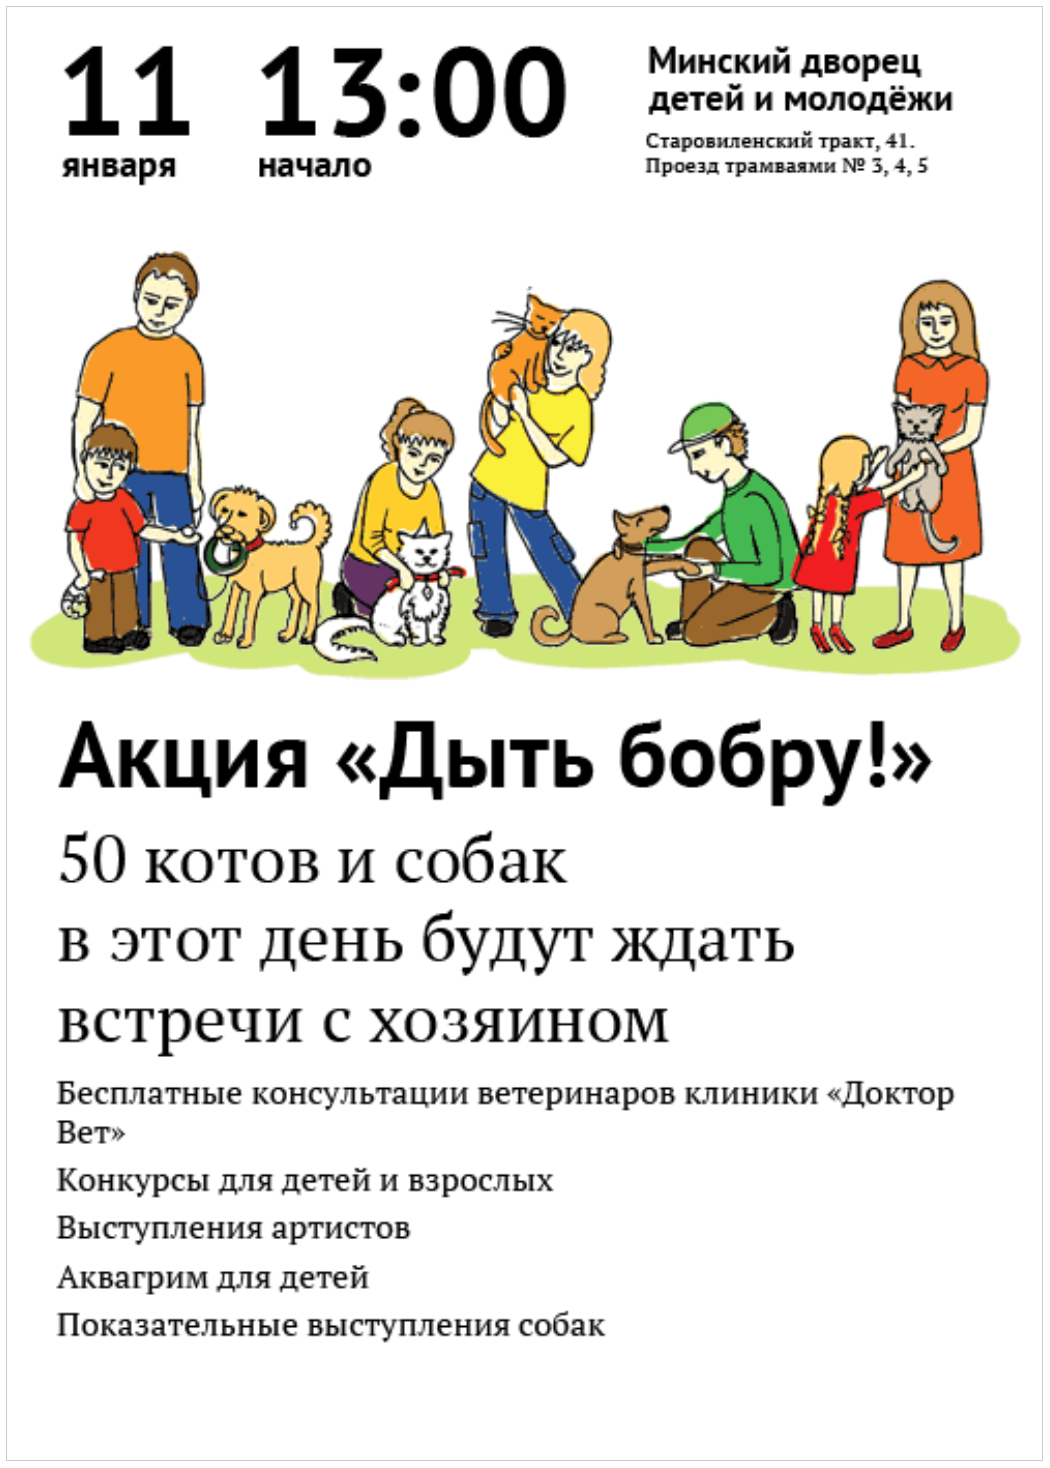 11
января
13:00
начало
Минский дворец
детей и молодёжи
Старовиленский тракт, 41.
Проезд трамваями № 3, 4, 5
Акция «Дыть бобру!»
50 котов и собак
в этот день будут ждать
встречи с хозяином
Бесплатные консультации ветеринаров клиники «Доктор
Вет»
Конкурсы для детей и взрослых
Выступления артистов
Аквагрим для детей
Показательные выступления собак